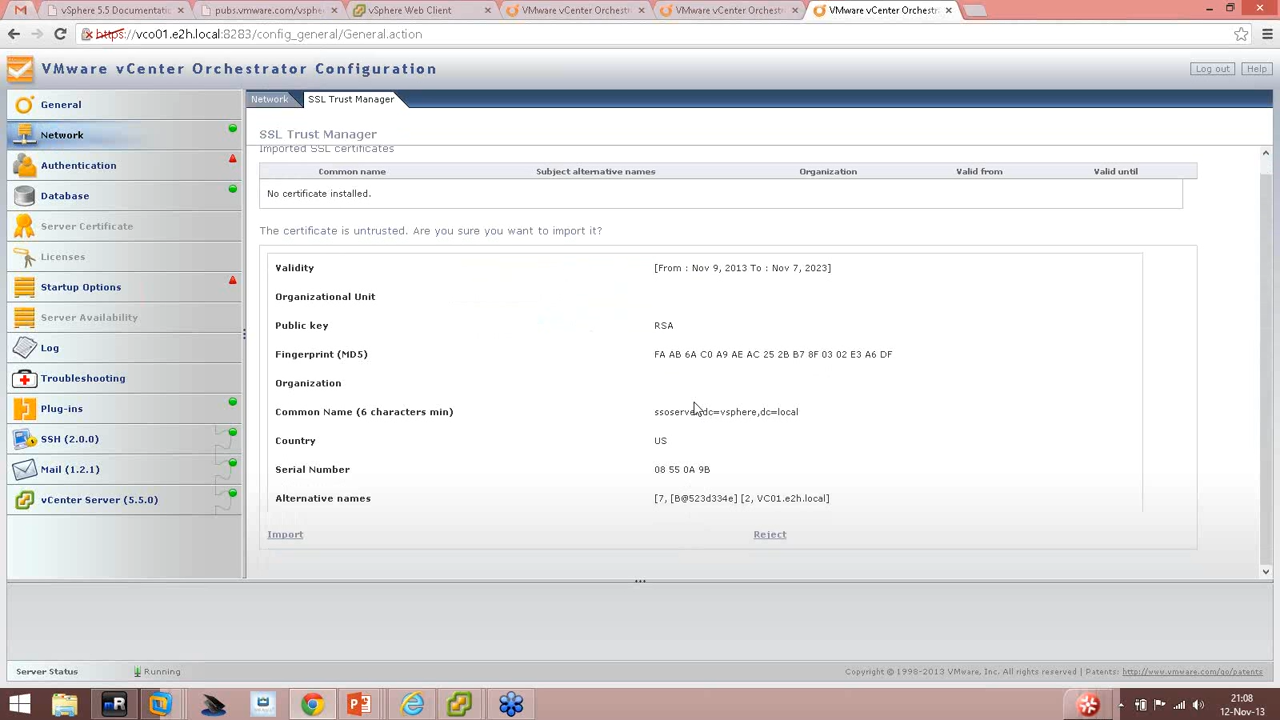 vSphere 5.5 Documentatio
pubs.vmware.com/vsphe
vSphere Web Client
VMware vCenter Orchestra
VMware vCenter Orchestra
VMware vCenter Orchestra
https://vco01.e2h.local:8283/config_general/General.action
VMware vCenter Orchestrator Configuration
Log out
Help
General
Network
Authentication
Database
Server Certificate
Licenses
Startup Options
Server Availability
Log
Troubleshooting
Plug-ins
SSH (2.0.0)
Mail (1.2.1)
vCenter Server (5.5.0)
Network
SSL Trust Manager
SSL Trust Manager
Imported SSL certificates
Common name Subject alternative names Organization Valid from Valid until
No certificate installed.
The certificate is untrusted. Are you sure you want to import it?
Validity [From : Nov 9, 2013 To : Nov 7, 2023]
Organizational Unit
Public key RSA
Fingerprint (MD5) FA AB 6A C0 A9 AE AC 25 2B B7 8F 03 02 E3 A6 DF
Organization
Common Name (6 characters min) ssoserver,dc=vsphere,dc=local
Country US
Serial Number 08 55 0A 9B
Alternative names [7, [B@523d334e] [2, VC01.e2h.local]
Import Reject
Server Status Running
Copyright © 1998-2013 VMware, Inc. All rights reserved | Patents: http://www.vmware.com/go/patents
21:08
12-Nov-13